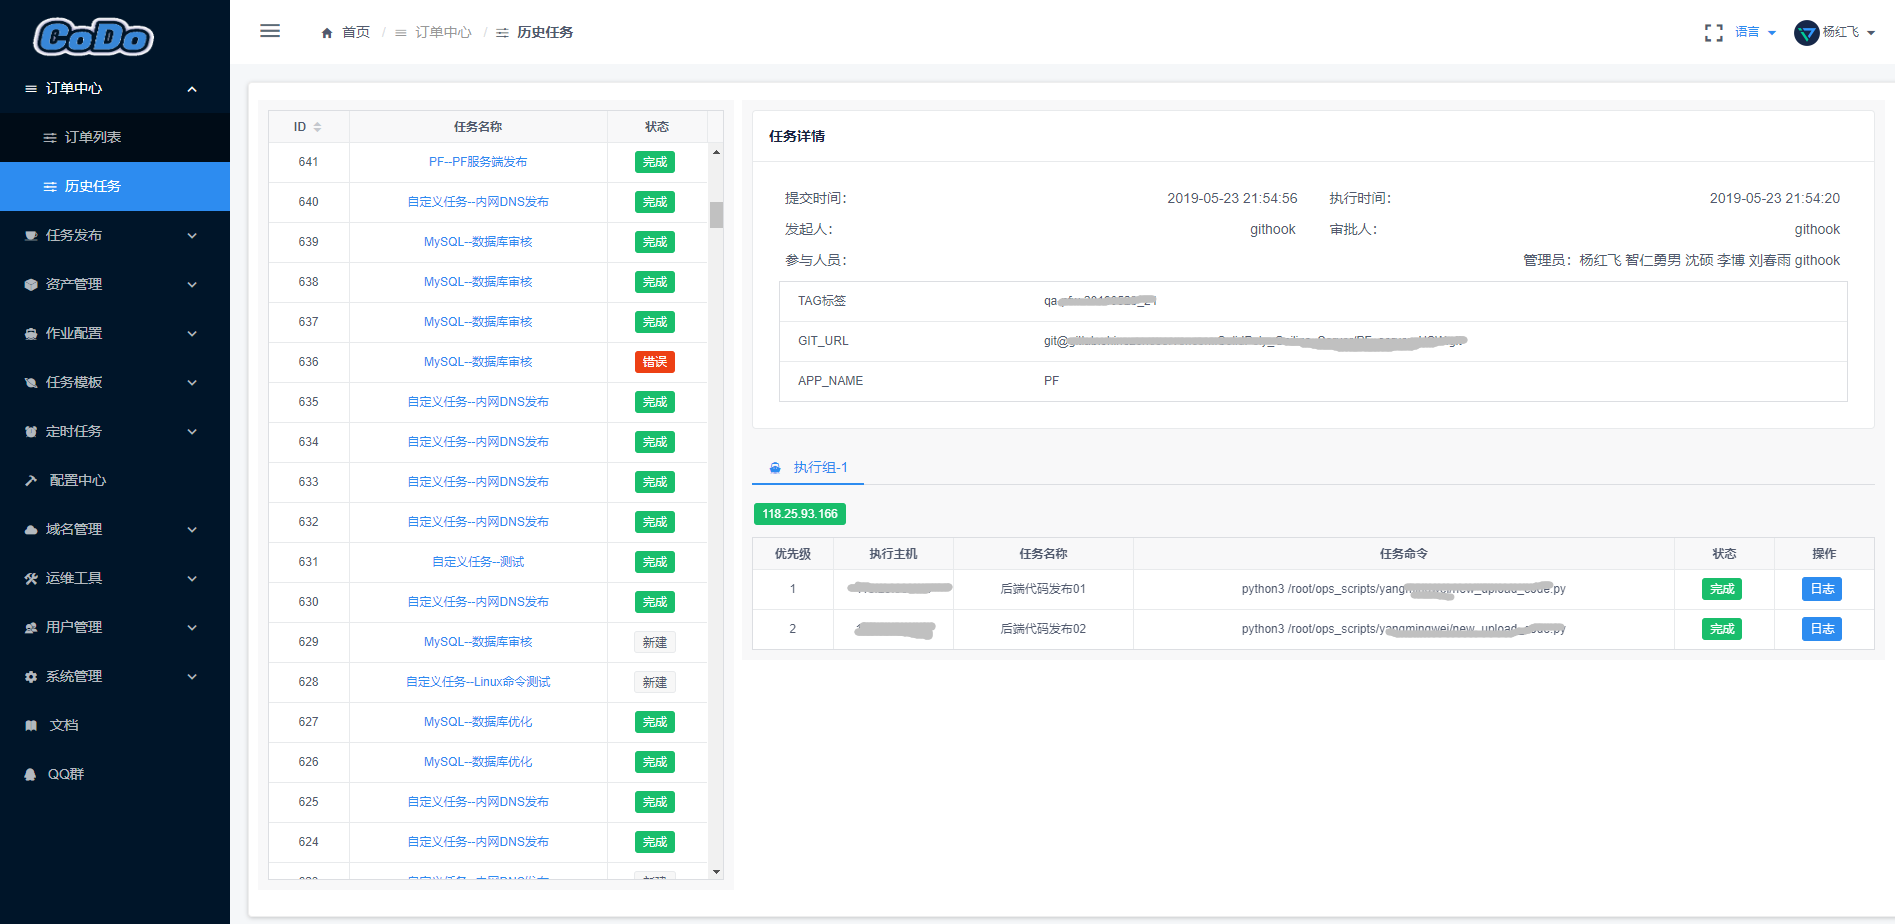 CoDo
订单中心
订单列表
历史任务
任务发布
资产管理
作业配置
任务模板
定时任务
配置中心
域名管理
运维工具
用户管理
系统管理
文档
QQ群
首页 / 订单中心 / 历史任务
语言
杨红飞
ID 任务名称 状态
641 PF--PF服务端发布 完成
640 自定义任务--内网DNS发布 完成
639 MySQL--数据库审核 完成
638 MySQL--数据库审核 完成
637 MySQL--数据库审核 完成
636 MySQL--数据库审核 错误
635 自定义任务--内网DNS发布 完成
634 自定义任务--内网DNS发布 完成
633 自定义任务--内网DNS发布 完成
632 自定义任务--内网DNS发布 完成
631 自定义任务--测试 完成
630 自定义任务--内网DNS发布 完成
629 MySQL--数据库审核 新建
628 自定义任务--Linux命令测试 新建
627 MySQL--数据库优化 完成
626 MySQL--数据库优化 完成
625 自定义任务--内网DNS发布 完成
624 自定义任务--内网DNS发布 完成
任务详情
提交时间： 2019-05-23 21:54:56 执行时间： 2019-05-23 21:54:20
发起人： githook 审批人： githook
参与人员： 管理员：杨红飞 智仁勇男 沈硕 李博 刘春雨 githook
TAG标签
GIT_URL git@
APP_NAME PF
执行组-1
118.25.93.166
优先级 执行主机 任务名称 任务命令 状态 操作
1 后端代码发布01 python3 /root/ops_scripts/ 完成 日志
2 后端代码发布02 python3 /root/ops_scripts/ 完成 日志